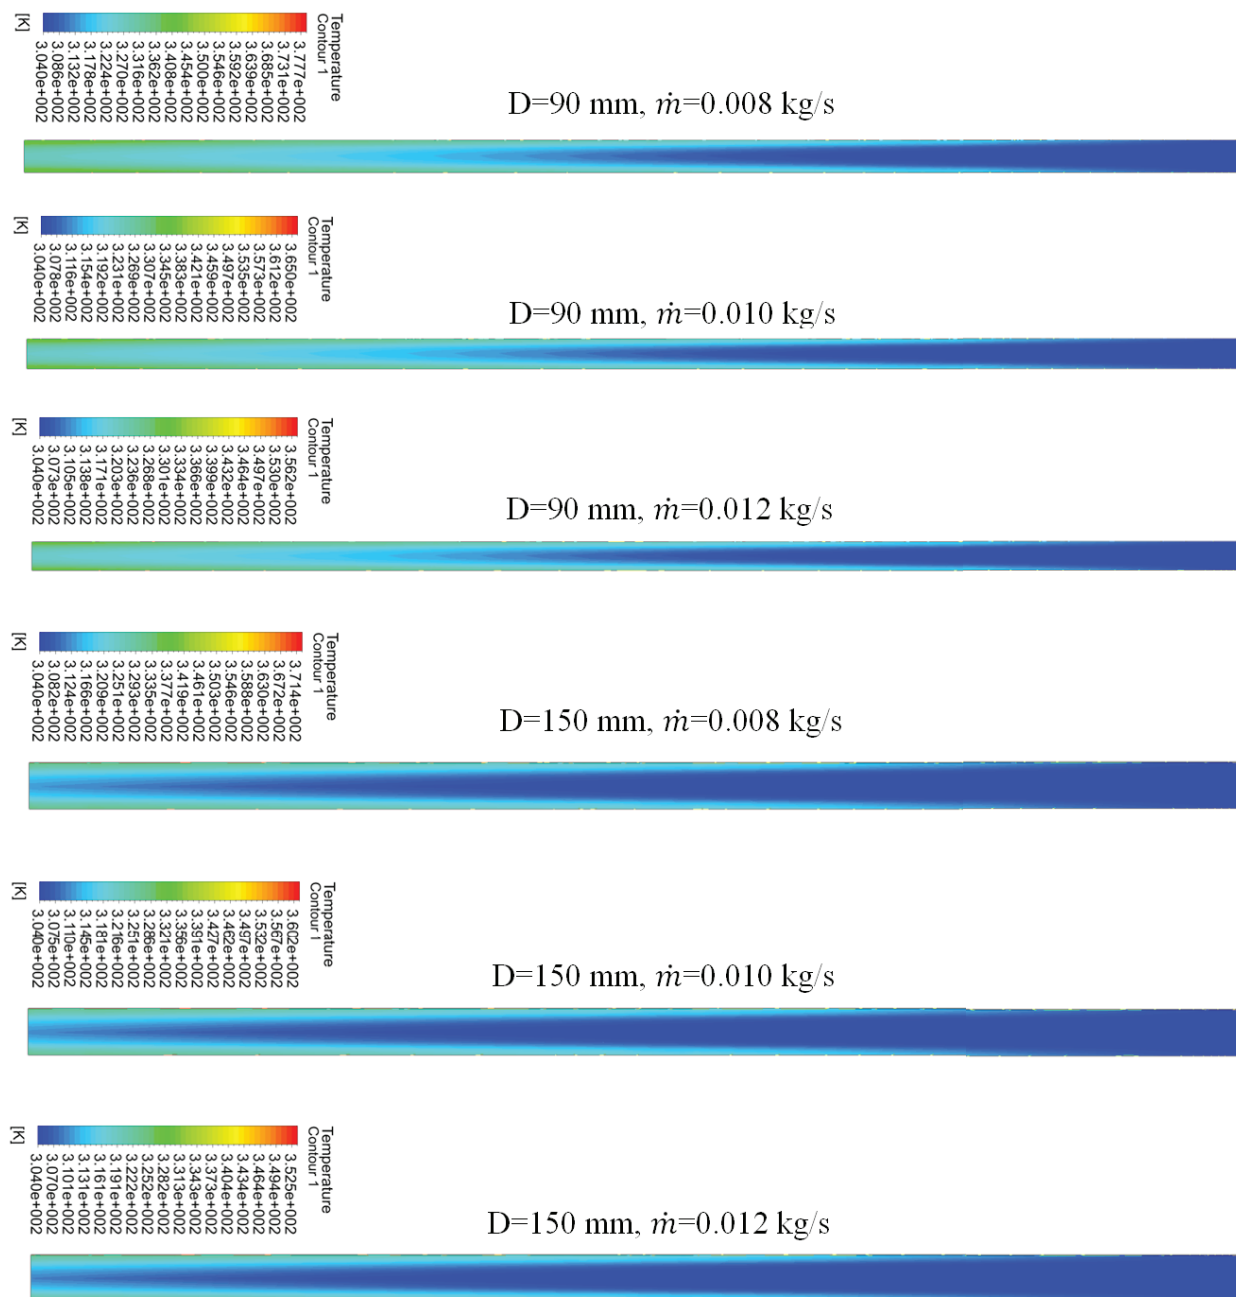 Temperature
Contour 1
3.777e+002
3.731e+002
3.685e+002
3.639e+002
3.592e+002
3.546e+002
3.500e+002
3.454e+002
3.408e+002
3.362e+002
3.316e+002
3.270e+002
3.224e+002
3.178e+002
3.132e+002
3.086e+002
3.040e+002
[K]
D=90 mm, ṁ=0.008 kg/s
Temperature
Contour 1
3.650e+002
3.612e+002
3.573e+002
3.535e+002
3.497e+002
3.459e+002
3.421e+002
3.383e+002
3.345e+002
3.307e+002
3.269e+002
3.231e+002
3.192e+002
3.154e+002
3.116e+002
3.078e+002
3.040e+002
[K]
D=90 mm, ṁ=0.010 kg/s
Temperature
Contour 1
3.562e+002
3.530e+002
3.497e+002
3.464e+002
3.432e+002
3.399e+002
3.366e+002
3.334e+002
3.301e+002
3.268e+002
3.236e+002
3.203e+002
3.171e+002
3.138e+002
3.105e+002
3.073e+002
3.040e+002
[K]
D=90 mm, ṁ=0.012 kg/s
Temperature
Contour 1
3.714e+002
3.672e+002
3.630e+002
3.588e+002
3.546e+002
3.503e+002
3.461e+002
3.419e+002
3.377e+002
3.335e+002
3.293e+002
3.251e+002
3.209e+002
3.166e+002
3.124e+002
3.082e+002
3.040e+002
[K]
D=150 mm, ṁ=0.008 kg/s
Temperature
Contour 1
3.602e+002
3.567e+002
3.532e+002
3.497e+002
3.462e+002
3.427e+002
3.391e+002
3.356e+002
3.321e+002
3.286e+002
3.251e+002
3.216e+002
3.181e+002
3.145e+002
3.110e+002
3.075e+002
3.040e+002
[K]
D=150 mm, ṁ=0.010 kg/s
Temperature
Contour 1
3.525e+002
3.494e+002
3.464e+002
3.434e+002
3.404e+002
3.373e+002
3.343e+002
3.313e+002
3.282e+002
3.252e+002
3.222e+002
3.191e+002
3.161e+002
3.131e+002
3.101e+002
3.070e+002
3.040e+002
[K]
D=150 mm, ṁ=0.012 kg/s